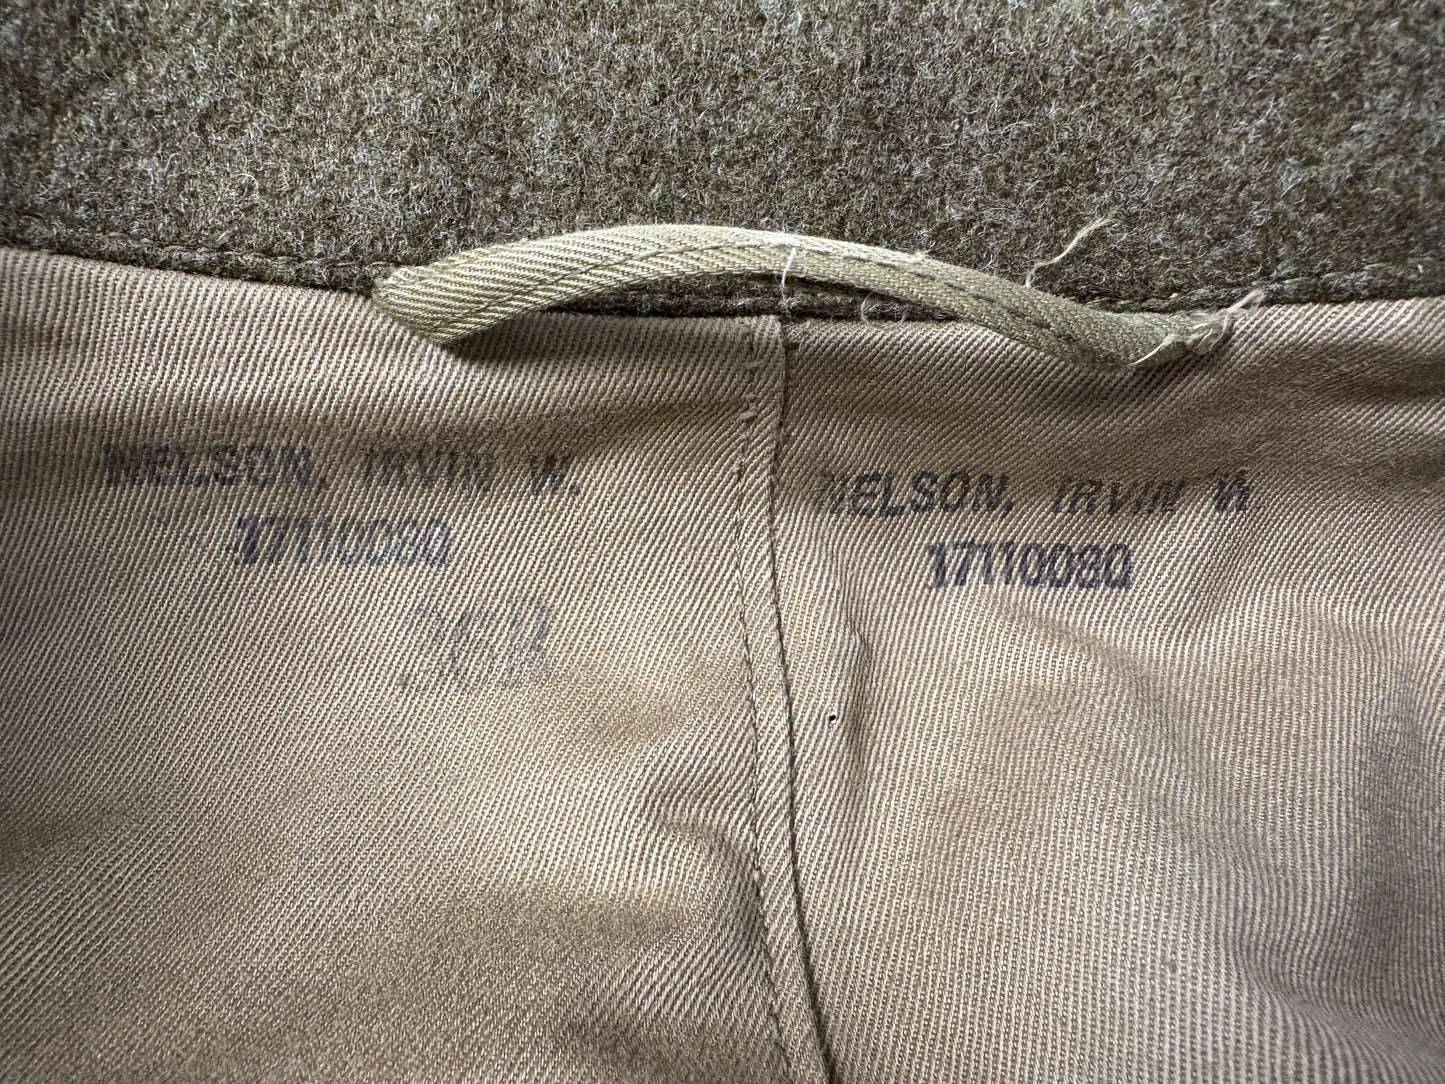 NELSON, IRVIN W.
17110080
36R
NELSON, IRVIN W.
17110080